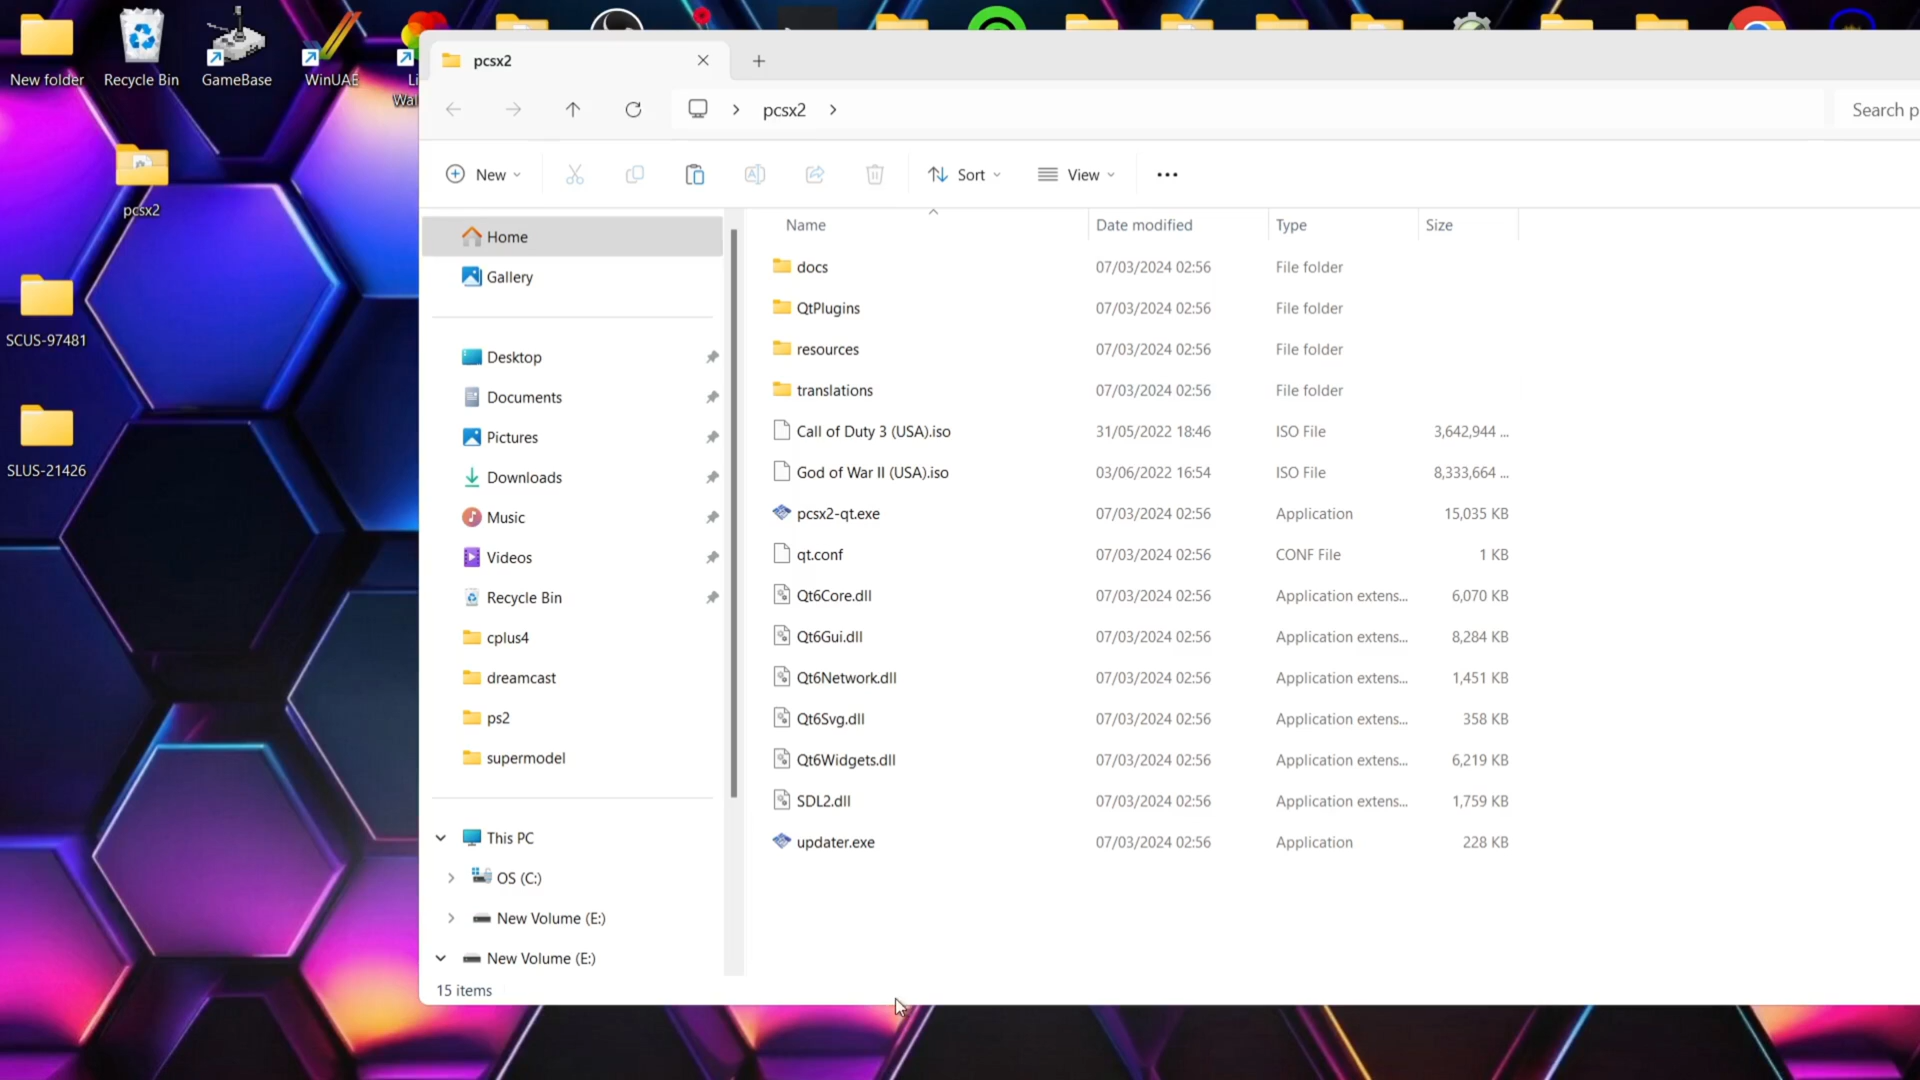 New folder
Recycle Bin
GameBase
WinUAE
Li
Wal
pcsx2
SCUS-97481
SLUS-21426
pcsx2
pcsx2
Search p
New
Sort
View
Home
Gallery
Desktop
Documents
Pictures
Downloads
Music
Videos
Recycle Bin
cplus4
dreamcast
ps2
supermodel
This PC
OS (C:)
New Volume (E:)
New Volume (E:)
Name Date modified Type Size
docs 07/03/2024 02:56 File folder
QtPlugins 07/03/2024 02:56 File folder
resources 07/03/2024 02:56 File folder
translations 07/03/2024 02:56 File folder
Call of Duty 3 (USA).iso 31/05/2022 18:46 ISO File 3,642,944 ...
God of War II (USA).iso 03/06/2022 16:54 ISO File 8,333,664 ...
pcsx2-qt.exe 07/03/2024 02:56 Application 15,035 KB
qt.conf 07/03/2024 02:56 CONF File 1 KB
Qt6Core.dll 07/03/2024 02:56 Application extens... 6,070 KB
Qt6Gui.dll 07/03/2024 02:56 Application extens... 8,284 KB
Qt6Network.dll 07/03/2024 02:56 Application extens... 1,451 KB
Qt6Svg.dll 07/03/2024 02:56 Application extens... 358 KB
Qt6Widgets.dll 07/03/2024 02:56 Application extens... 6,219 KB
SDL2.dll 07/03/2024 02:56 Application extens... 1,759 KB
updater.exe 07/03/2024 02:56 Application 228 KB
15 items